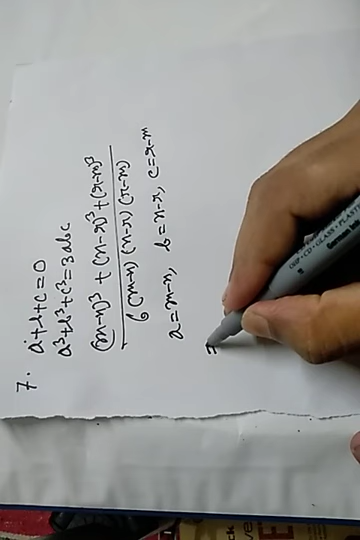 7. a+b+c=0
a³+b³+c³=3abc
(m-n)³ + (n-r)³ + (r-m)³
6(m-n)(n-r)(r-m)
a=m-n, b=n-r, c=r-m
=